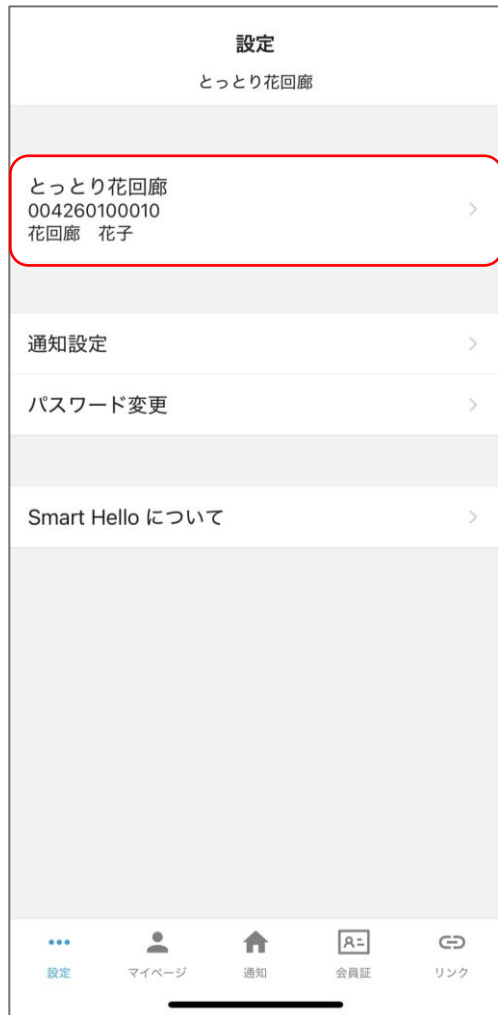 設定
とっとり花回廊
とっとり花回廊
004260100010
花回廊　花子
通知設定
パスワード変更
Smart Hello について
設定
マイページ
通知
会員証
リンク